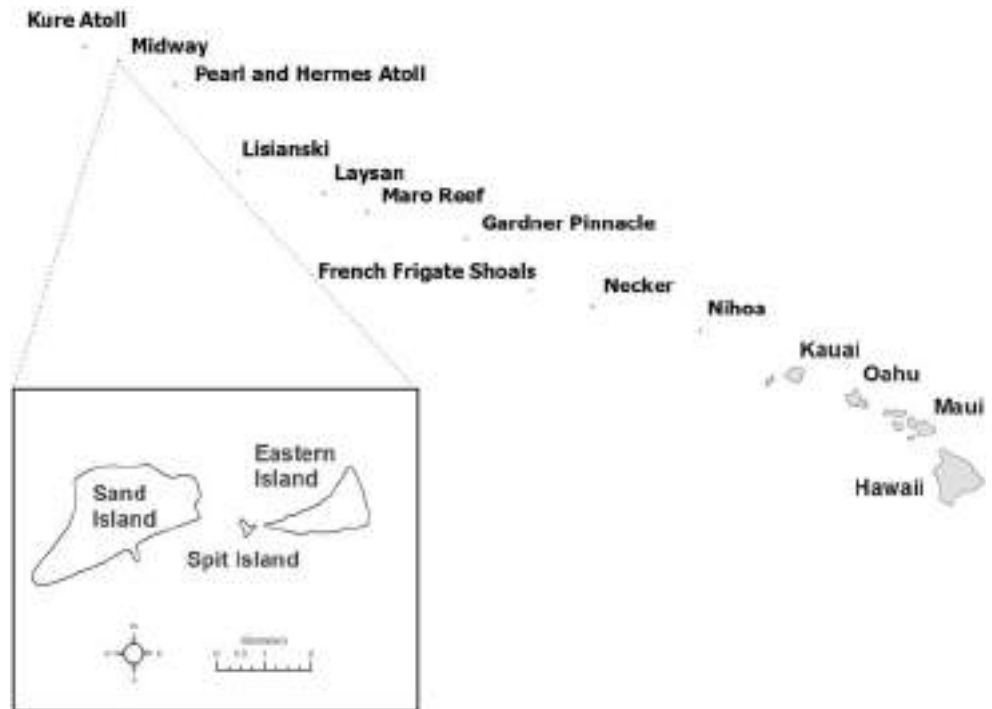 Kure Atoll
Midway
Pearl and Hermes Atoll
Lisianski
Laysan
Maro Reef
Gardner Pinnacle
French Frigate Shoals
Necker
Nihoa
Kauai
Oahu
Maui
Hawaii
Eastern
Island
Sand
Island
Spit Island